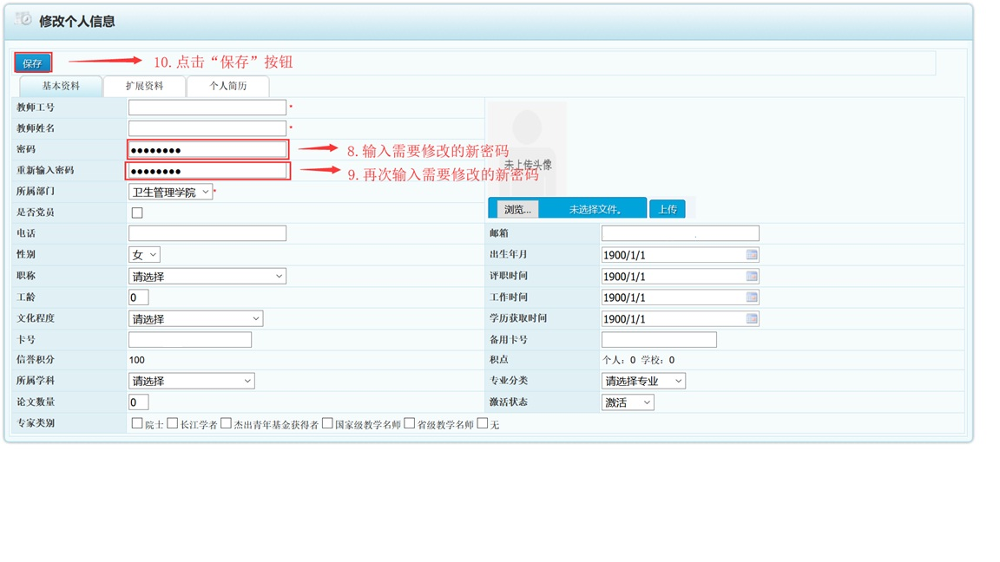 修改个人信息
保存 10.点击“保存”按钮
基本资料 扩展资料 个人简历
教师工号 *
教师姓名 *
密码 ●●●●●●●● 8.输入需要修改的新密码
未上传头像
重新输入密码 ●●●●●●●● 9.再次输入需要修改的新密码
所属部门 卫生管理学院 *
浏览... 未选择文件。 上传
是否党员
电话 邮箱
性别 女 出生年月 1900/1/1
职称 请选择 评职时间 1900/1/1
工龄 0 工作时间 1900/1/1
文化程度 请选择 学历获取时间 1900/1/1
卡号 备用卡号
信誉积分 100 积点 个人：0 学校：0
所属学科 请选择 专业分类 请选择专业
论文数量 0 激活状态 激活
专家类别 院士 长江学者 杰出青年基金获得者 国家级教学名师 省级教学名师 无